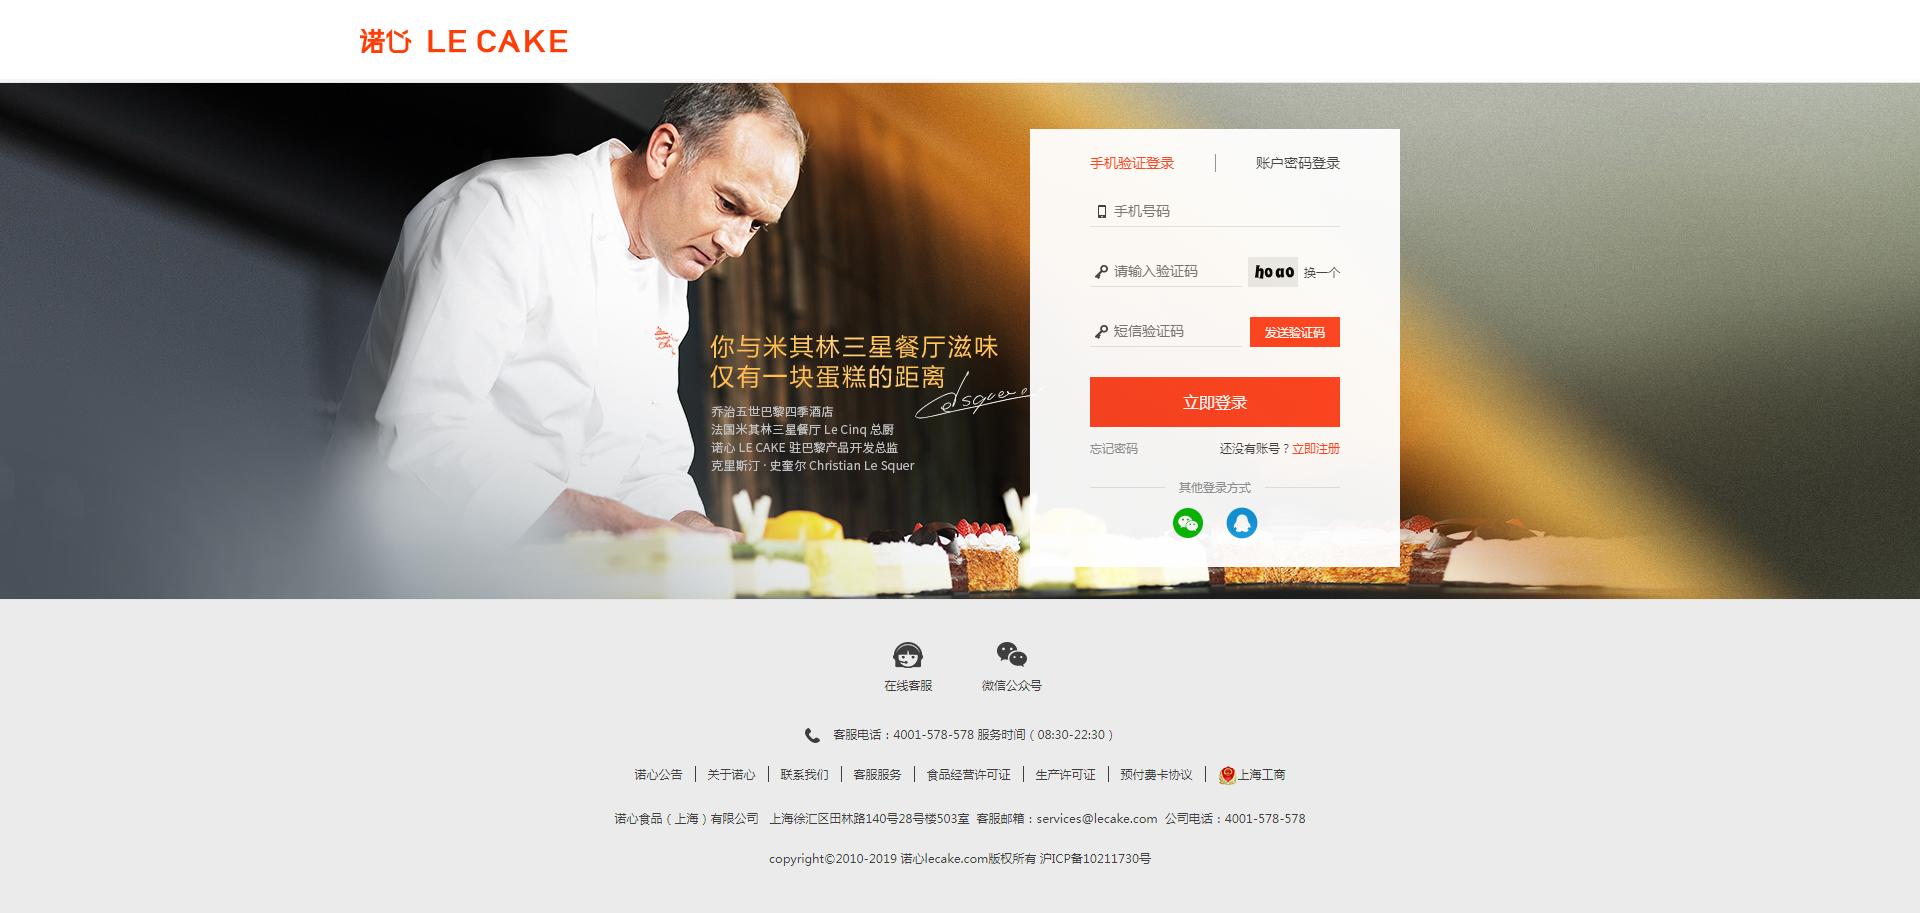 诺心 LE CAKE
手机验证登录
账户密码登录
手机号码
请输入验证码
hoao
换一个
短信验证码
发送验证码
立即登录
忘记密码
还没有账号？立即注册
其他登录方式
你与米其林三星餐厅滋味
仅有一块蛋糕的距离
乔治五世巴黎四季酒店
法国米其林三星餐厅 Le Cinq 总厨
诺心 LE CAKE 驻巴黎产品开发总监
克里斯汀 · 史奎尔 Christian Le Squer
在线客服
微信公众号
客服电话：4001-578-578 服务时间（08:30-22:30）
诺心公告 | 关于诺心 | 联系我们 | 客服服务 | 食品经营许可证 | 生产许可证 | 预付费卡协议 | 上海工商
诺心食品（上海）有限公司 上海徐汇区田林路140号28号楼503室 客服邮箱：services@lecake.com 公司电话：4001-578-578
copyright©2010-2019 诺心lecake.com版权所有 沪ICP备10211730号